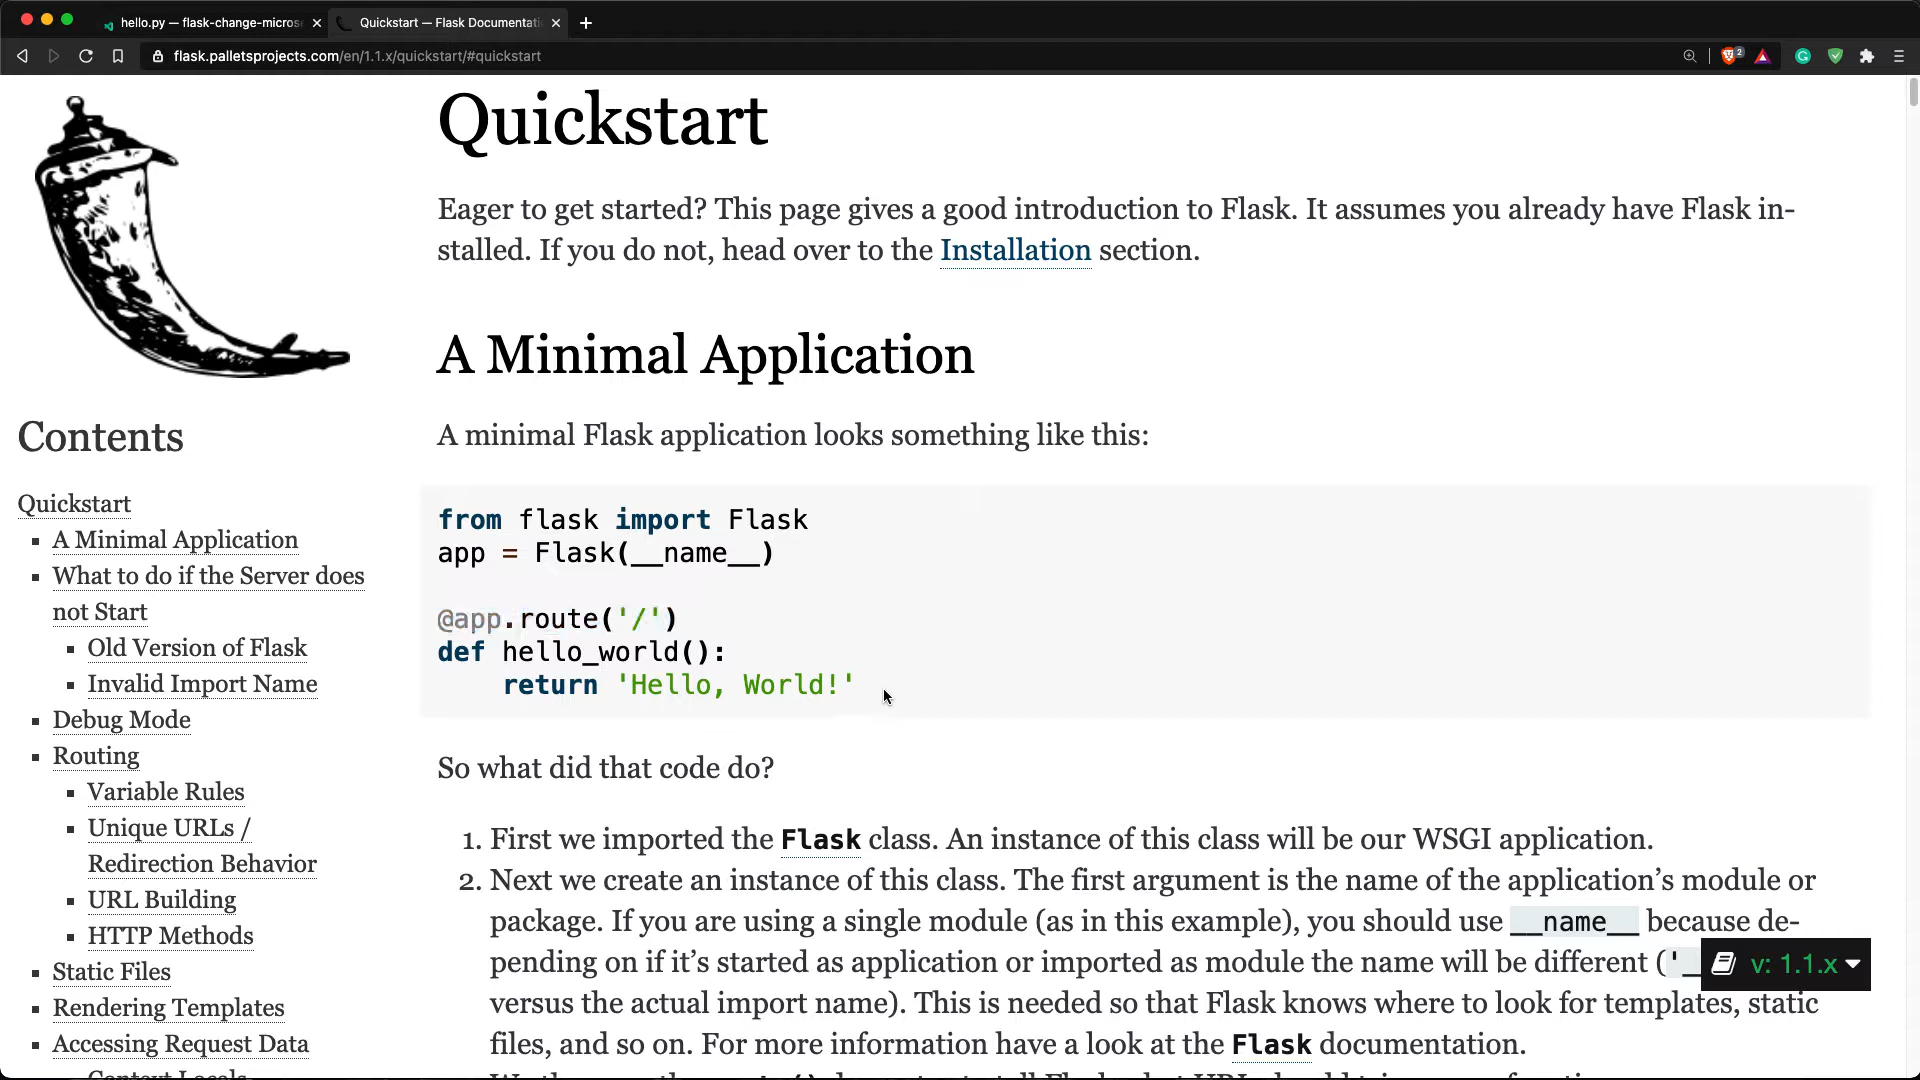 hello.py — flask-change-micros
Quickstart — Flask Documentati
flask.palletsprojects.com/en/1.1.x/quickstart/#quickstart
2
Quickstart
Eager to get started? This page gives a good introduction to Flask. It assumes you already have Flask in-
stalled. If you do not, head over to the Installation section.
A Minimal Application
A minimal Flask application looks something like this:
from flask import Flask
app = Flask(__name__)
@app.route('/')
def hello_world():
    return 'Hello, World!'
So what did that code do?
1. First we imported the Flask class. An instance of this class will be our WSGI application.
2. Next we create an instance of this class. The first argument is the name of the application’s module or
package. If you are using a single module (as in this example), you should use __name__ because de-
pending on if it’s started as application or imported as module the name will be different ('_
versus the actual import name). This is needed so that Flask knows where to look for templates, static
files, and so on. For more information have a look at the Flask documentation.
Contents
Quickstart
A Minimal Application
What to do if the Server does
not Start
Old Version of Flask
Invalid Import Name
Debug Mode
Routing
Variable Rules
Unique URLs /
Redirection Behavior
URL Building
HTTP Methods
Static Files
Rendering Templates
Accessing Request Data
Context Locals
v: 1.1.x